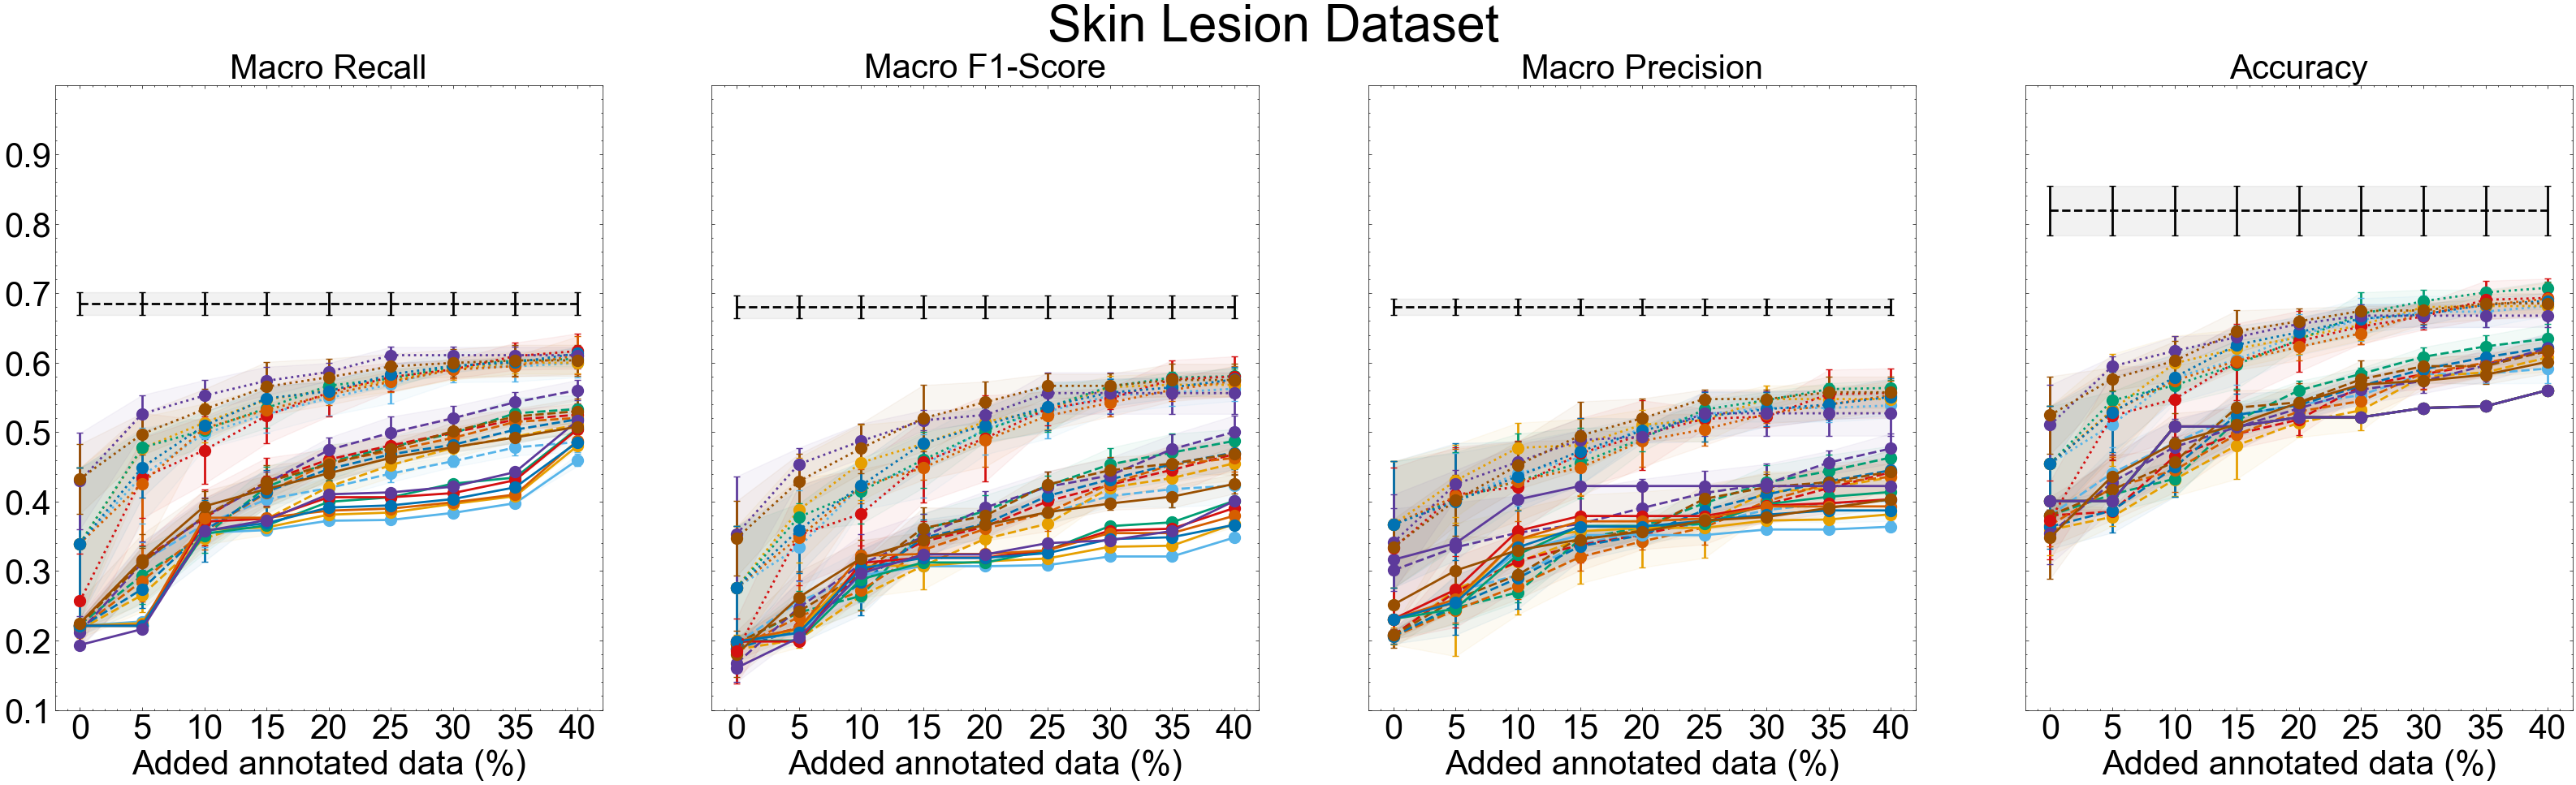 Skin Lesion Dataset
Macro Recall
Macro F1-Score
Macro Precision
Accuracy
0.9
0.8
0.7
0.6
0.5
0.4
0.3
0.2
0.1
0 5 10 15 20 25 30 35 40
0 5 10 15 20 25 30 35 40
0 5 10 15 20 25 30 35 40
0 5 10 15 20 25 30 35 40
Added annotated data (%)
Added annotated data (%)
Added annotated data (%)
Added annotated data (%)